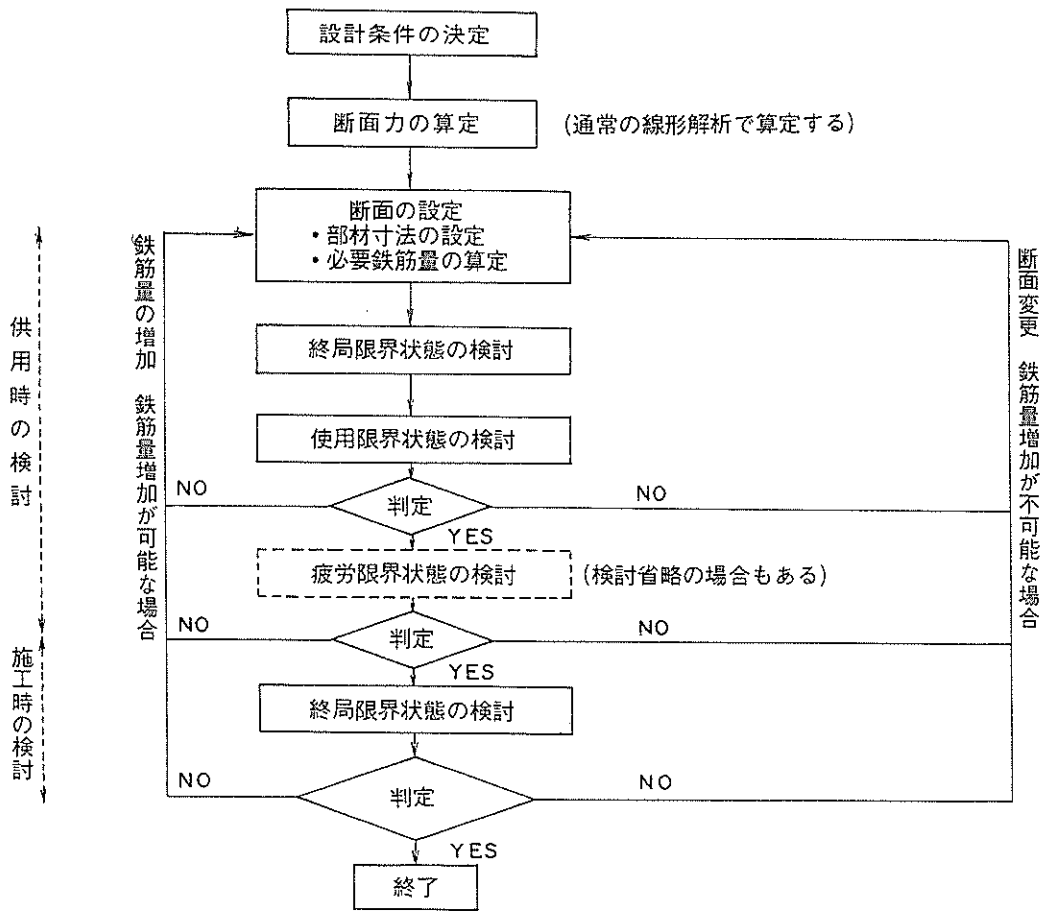 設計条件の決定
断面力の算定
(通常の線形解析で算定する)
断面の設定
・部材寸法の設定
・必要鉄筋量の算定
終局限界状態の検討
使用限界状態の検討
判定
NO
NO
YES
疲労限界状態の検討
(検討省略の場合もある)
判定
NO
NO
YES
終局限界状態の検討
判定
NO
NO
YES
終了
供用時の検討
施工時の検討
鉄筋量の増加 鉄筋量増加が可能な場合
断面変更 鉄筋量増加が不可能な場合